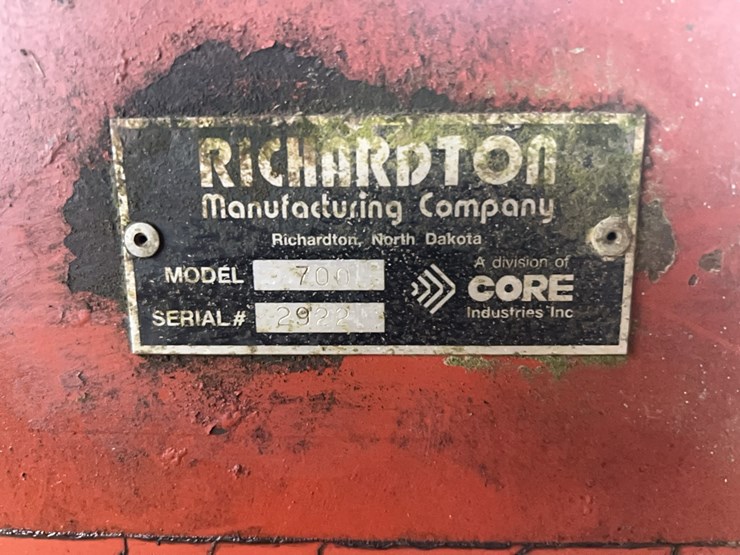 RICHARDTON
Manufacturing Company
Richardton, North Dakota
MODEL 700
SERIAL# 2922
A division of
CORE
Industries Inc